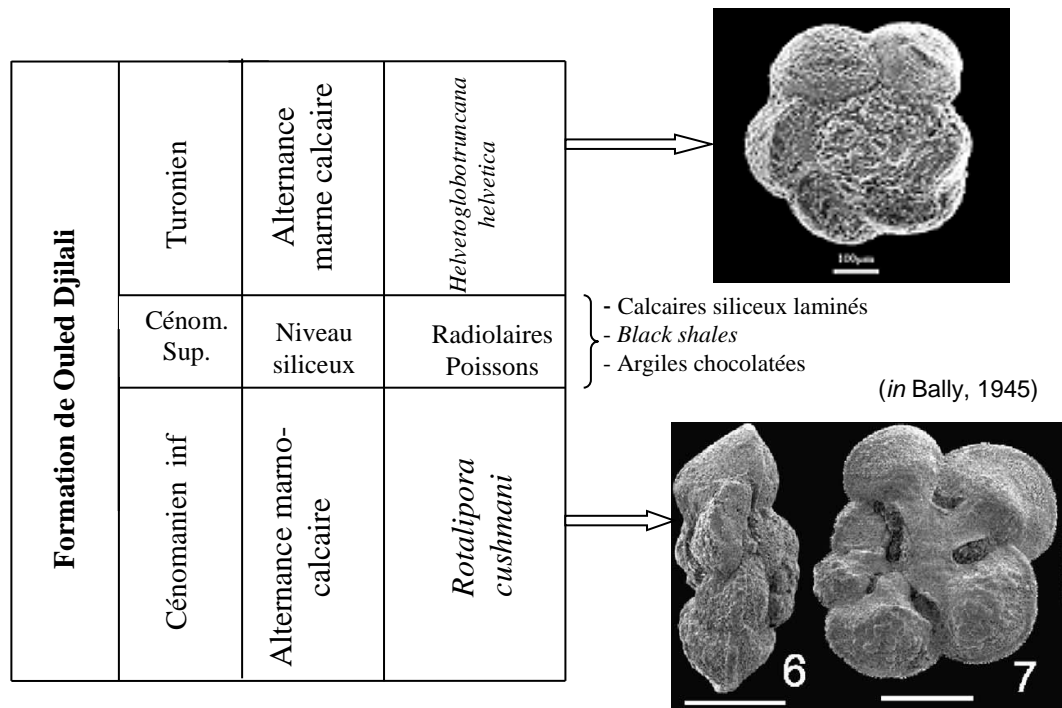 Formation de Ouled Djilali
Turonien
Alternance
marne calcaire
Helvetoglobotruncana
helvetica
100µm
Cénom.
Sup.
Niveau
siliceux
Radiolaires
Poissons
- Calcaires siliceux laminés
- Black shales
- Argiles chocolatées
(in Bally, 1945)
Cénomanien inf
Alternance marno-
calcaire
Rotalipora
cushmani
6
7